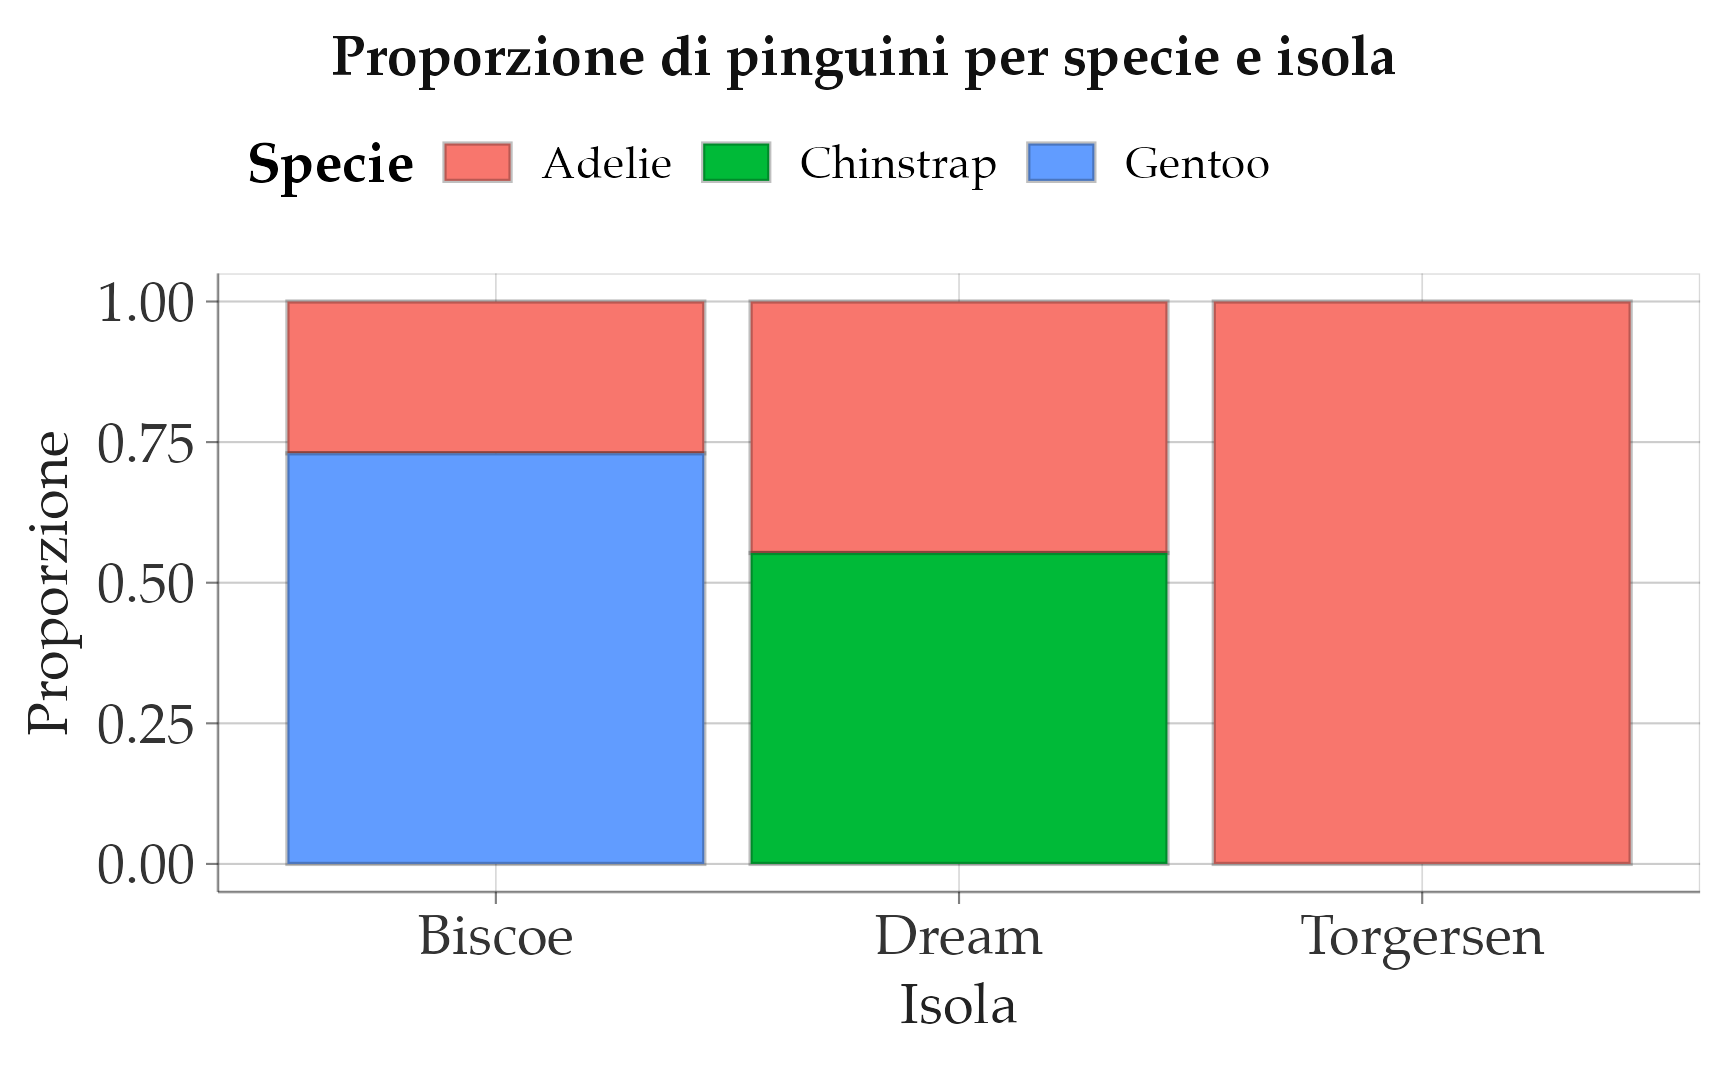 Proporzione di pinguini per specie e isola
Specie Adelie Chinstrap Gentoo
Proporzione
1.00
0.75
0.50
0.25
0.00
Biscoe Dream Torgersen
Isola